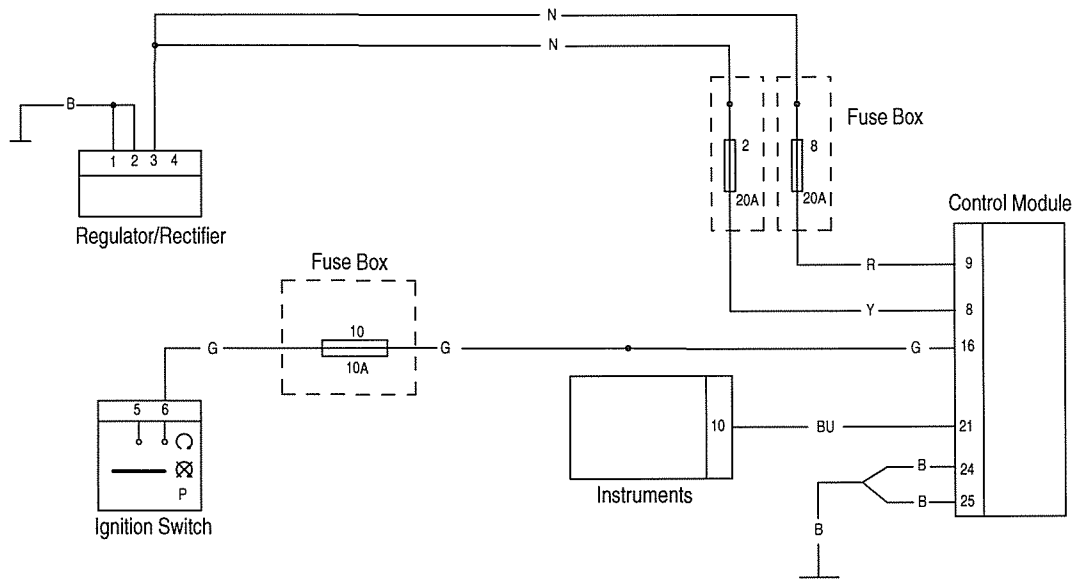 N
N
B
Fuse Box
2
8
1 2 3 4
20A
20A
Control Module
Regulator/Rectifier
Fuse Box
R
9
Y
8
10
G
G
G
16
10A
5 6
10
BU
21
P
B
24
Instruments
B
25
Ignition Switch
B